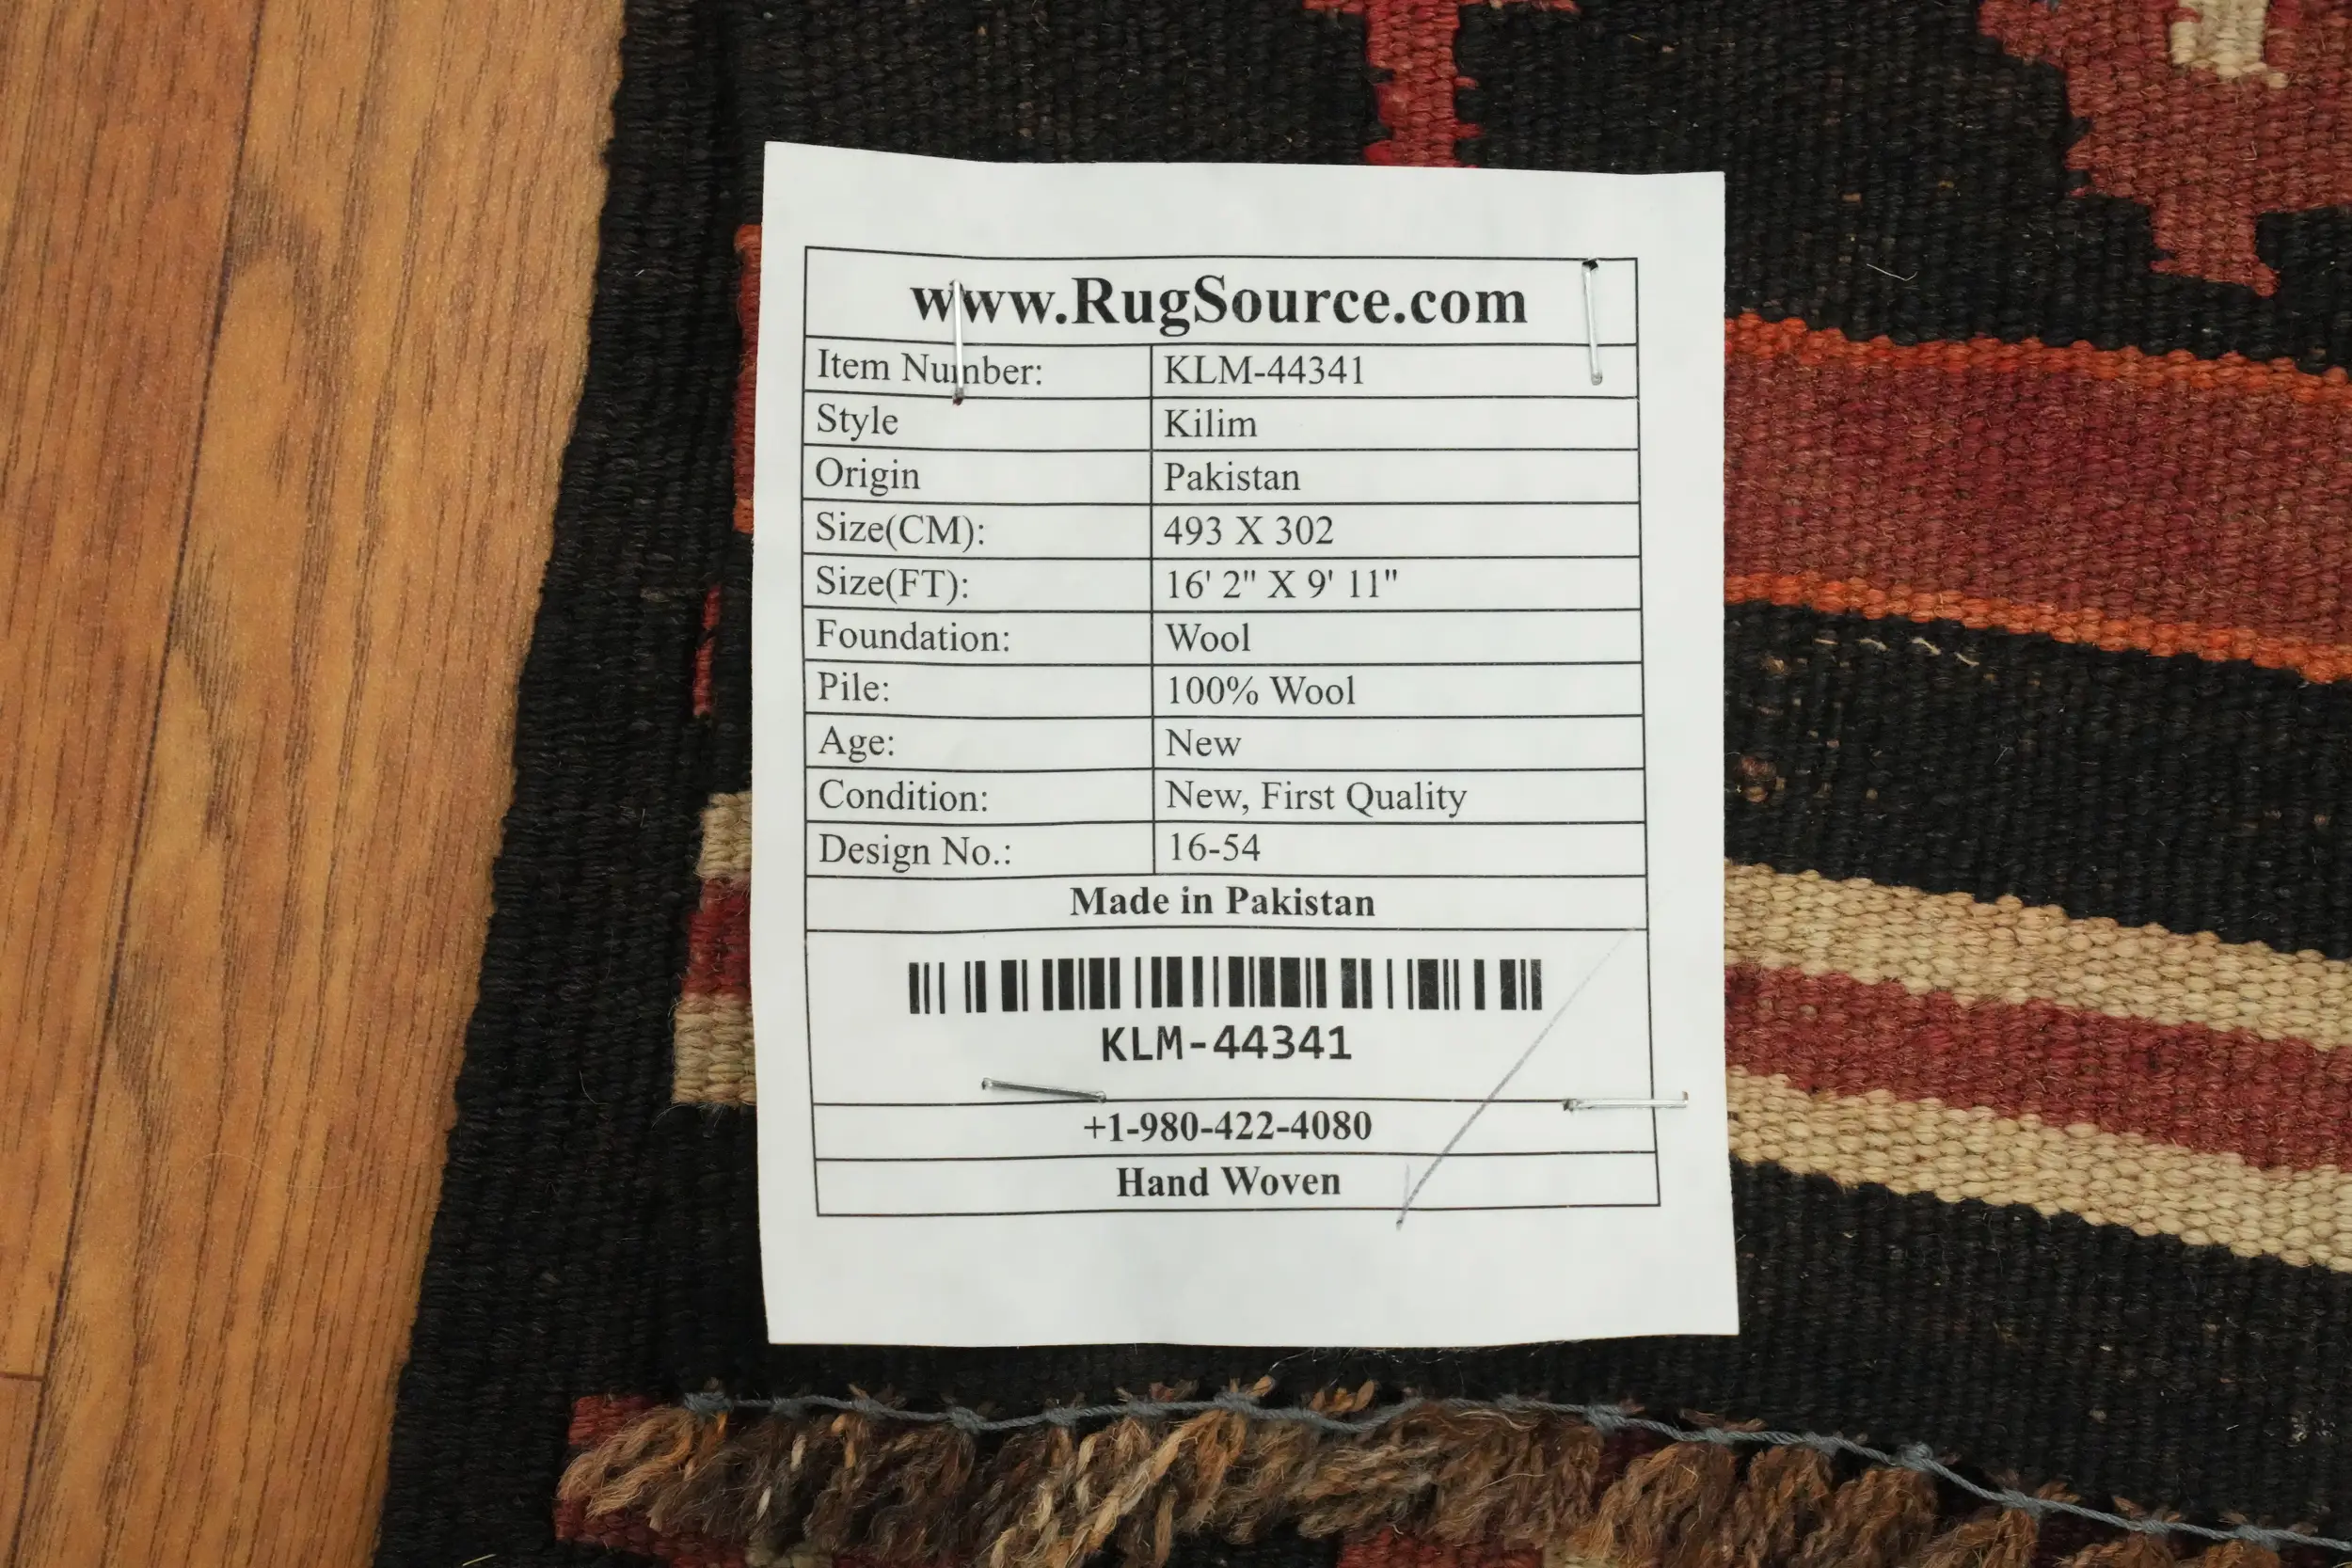 www.RugSource.com
Item Number: KLM-44341
Style Kilim
Origin Pakistan
Size(CM): 493 X 302
Size(FT): 16' 2" X 9' 11"
Foundation: Wool
Pile: 100% Wool
Age: New
Condition: New, First Quality
Design No.: 16-54
Made in Pakistan
KLM-44341
+1-980-422-4080
Hand Woven